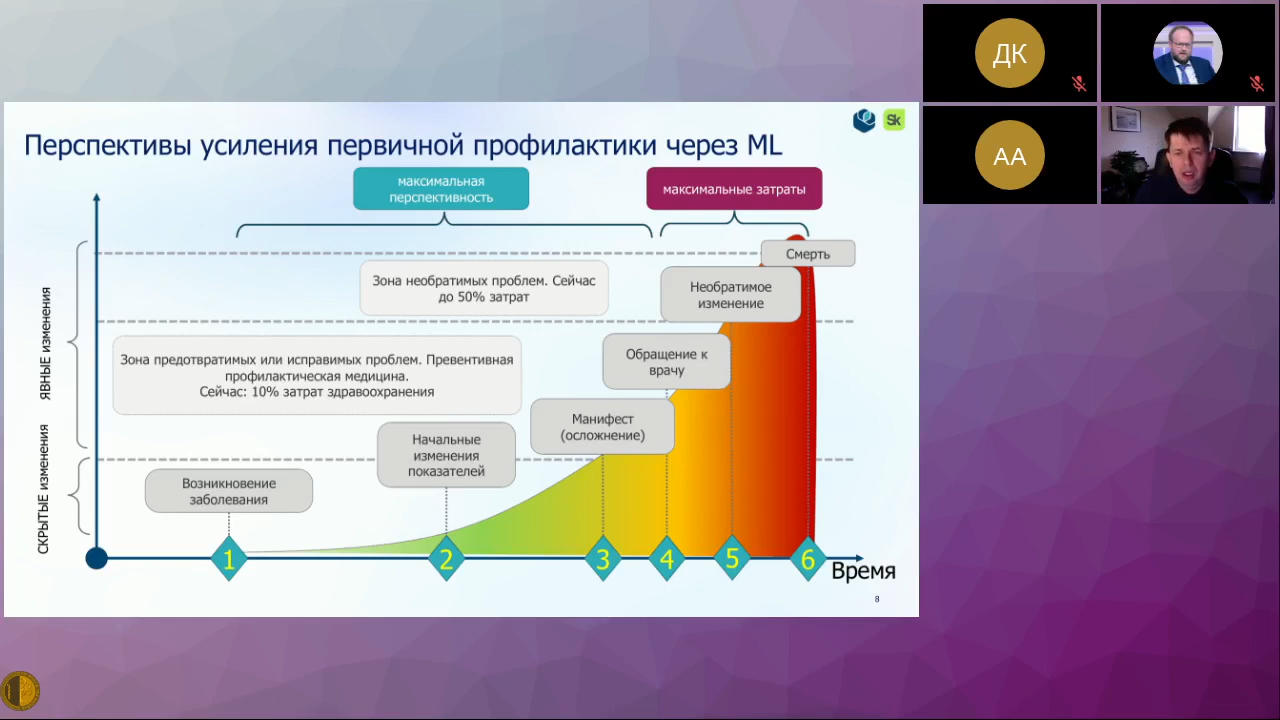 ДК
АА
Перспективы усиления первичной профилактики через ML
Sk
максимальная
перспективность
максимальные затраты
Смерть
Зона необратимых проблем. Сейчас
до 50% затрат
Необратимое
изменение
ЯВНЫЕ изменения
Зона предотвратимых или исправимых проблем. Превентивная
профилактическая медицина.
Сейчас: 10% затрат здравоохранения
Обращение к
врачу
Манифест
(осложнение)
Начальные
изменения
показателей
СКРЫТЫЕ изменения
Возникновение
заболевания
1
2
3
4
5
6
Время
8